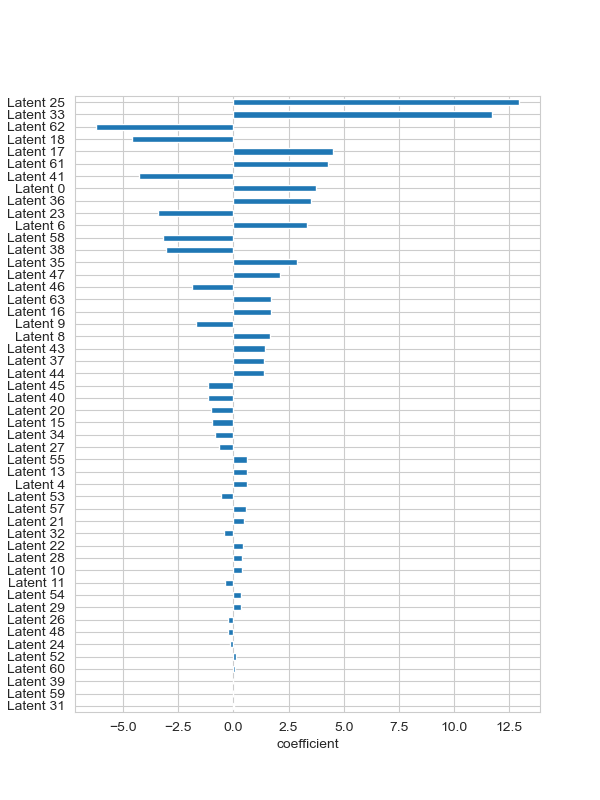 Latent 25
Latent 33
Latent 62
Latent 18
Latent 17
Latent 61
Latent 41
Latent 0
Latent 36
Latent 23
Latent 6
Latent 58
Latent 38
Latent 35
Latent 47
Latent 46
Latent 63
Latent 16
Latent 9
Latent 8
Latent 43
Latent 37
Latent 44
Latent 45
Latent 40
Latent 20
Latent 15
Latent 34
Latent 27
Latent 55
Latent 13
Latent 4
Latent 53
Latent 57
Latent 21
Latent 32
Latent 22
Latent 28
Latent 10
Latent 11
Latent 54
Latent 29
Latent 26
Latent 48
Latent 24
Latent 52
Latent 60
Latent 39
Latent 59
Latent 31
−5.0 −2.5 0.0 2.5 5.0 7.5 10.0 12.5
coefficient